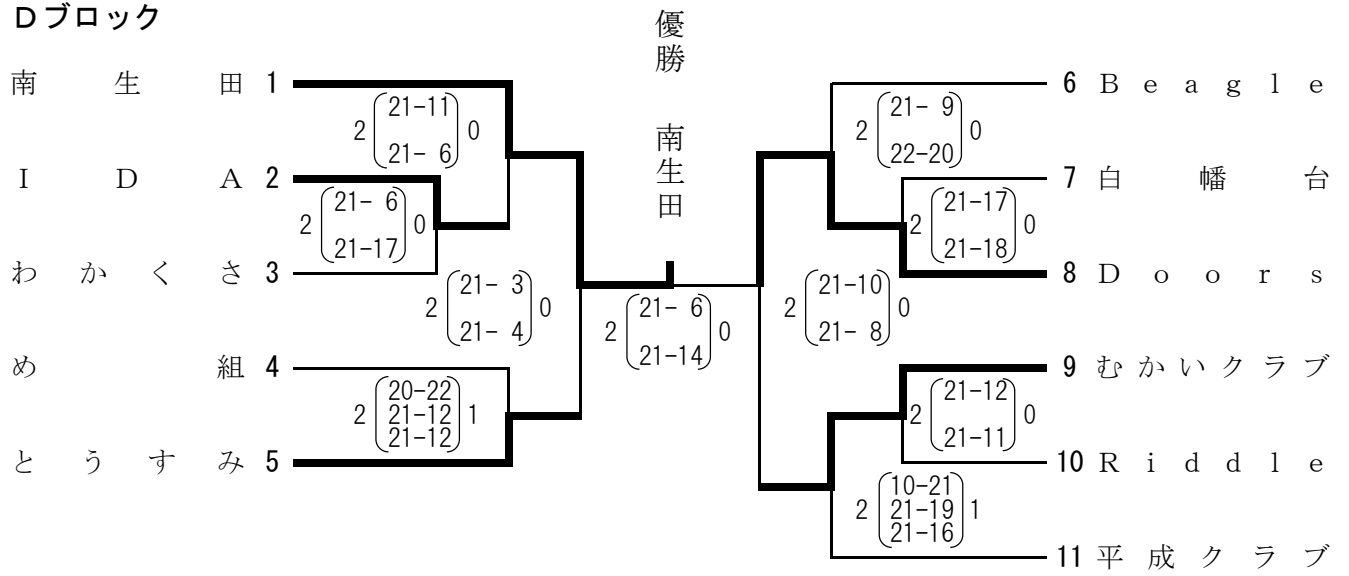 Ｄブロック
優勝 南生田
南生田 1
2 21-11 0
21- 6
ＩＤＡ 2
2 21- 6 0
21-17
わかくさ 3
2 21- 3 0
21- 4
め組 4
2 20-22 1
21-12
21-12
とうすみ 5
2 21- 6 0
21-14
6 Ｂｅａｇｌｅ
2 21- 9 0
22-20
7 白幡台
2 21-17 0
21-18
8 Ｄｏｏｒｓ
2 21-10 0
21- 8
9 むかいクラブ
2 21-12 0
21-11
10 Ｒｉｄｄｌｅ
2 10-21 1
21-19
21-16
11 平成クラブ